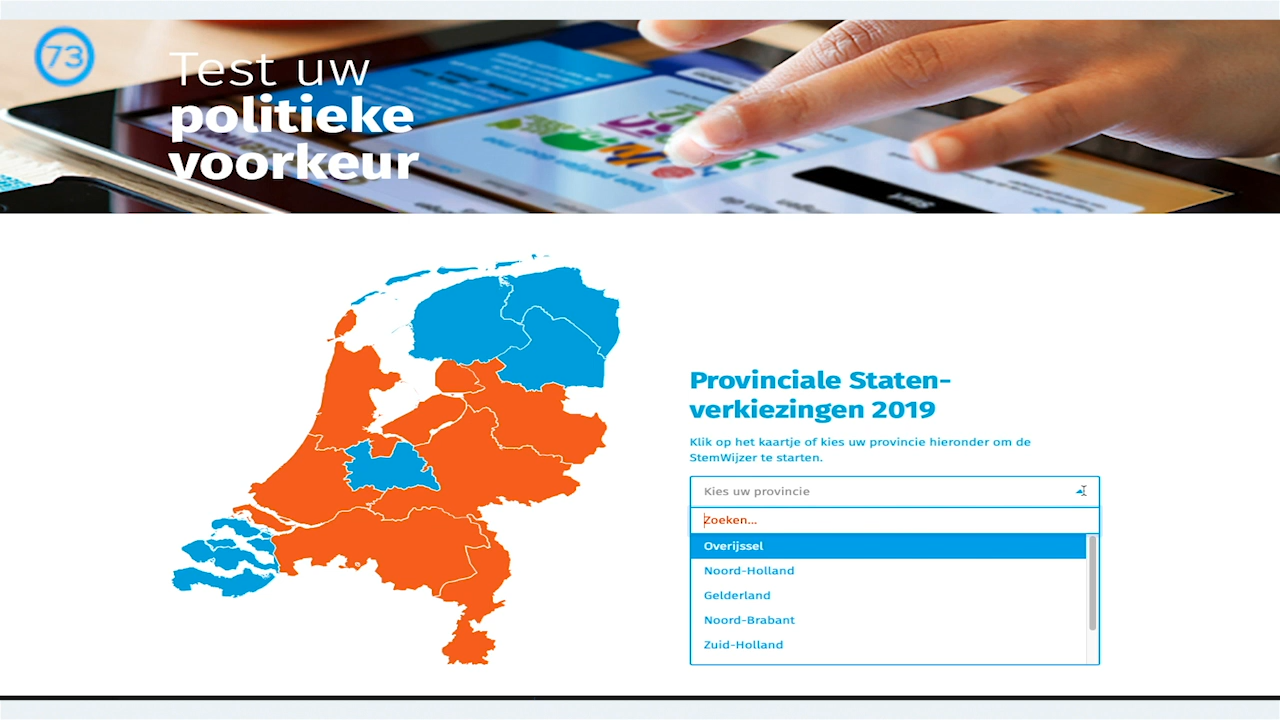 73
Test uw
politieke
voorkeur
Provinciale Staten-
verkiezingen 2019
Klik op het kaartje of kies uw provincie hieronder om de
StemWijzer te starten.
Kies uw provincie
Zoeken...
Overijssel
Noord-Holland
Gelderland
Noord-Brabant
Zuid-Holland
Start